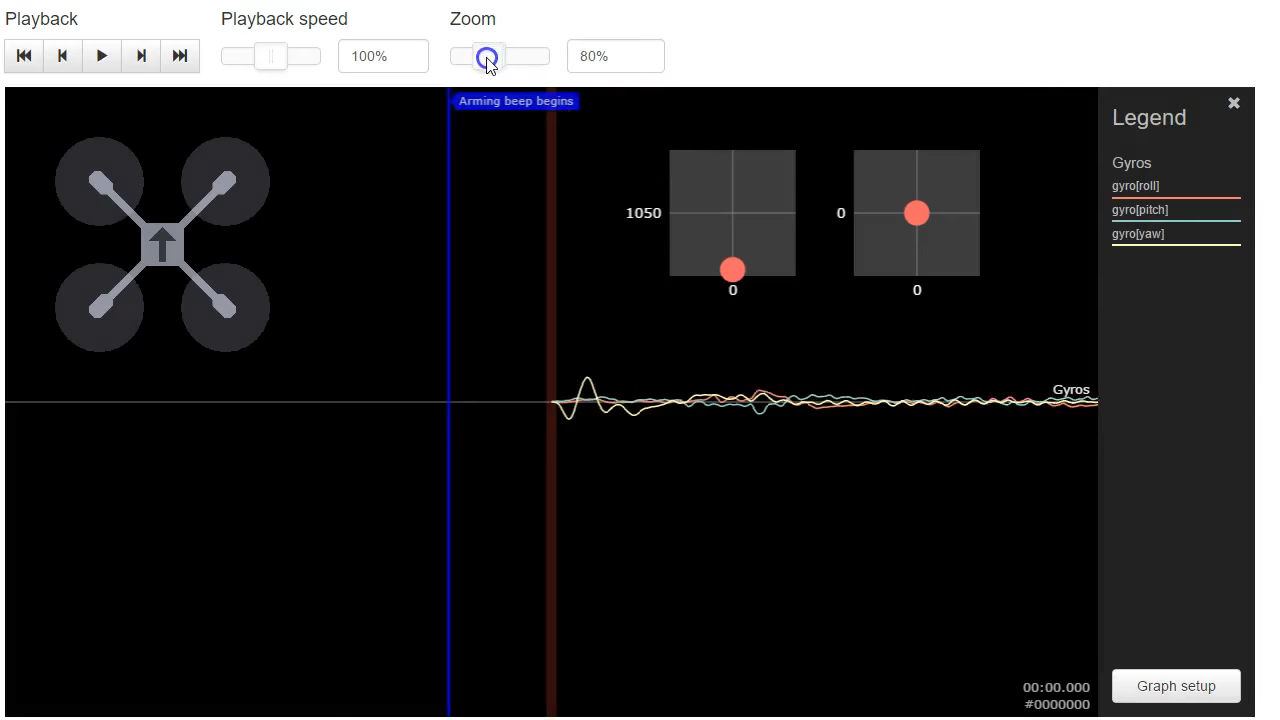 Playback
Playback speed
Zoom
100%
80%
Arming beep begins
Legend
Gyros
gyro[roll]
gyro[pitch]
gyro[yaw]
1050
0
0
0
Gyros
00:00.000
#0000000
Graph setup